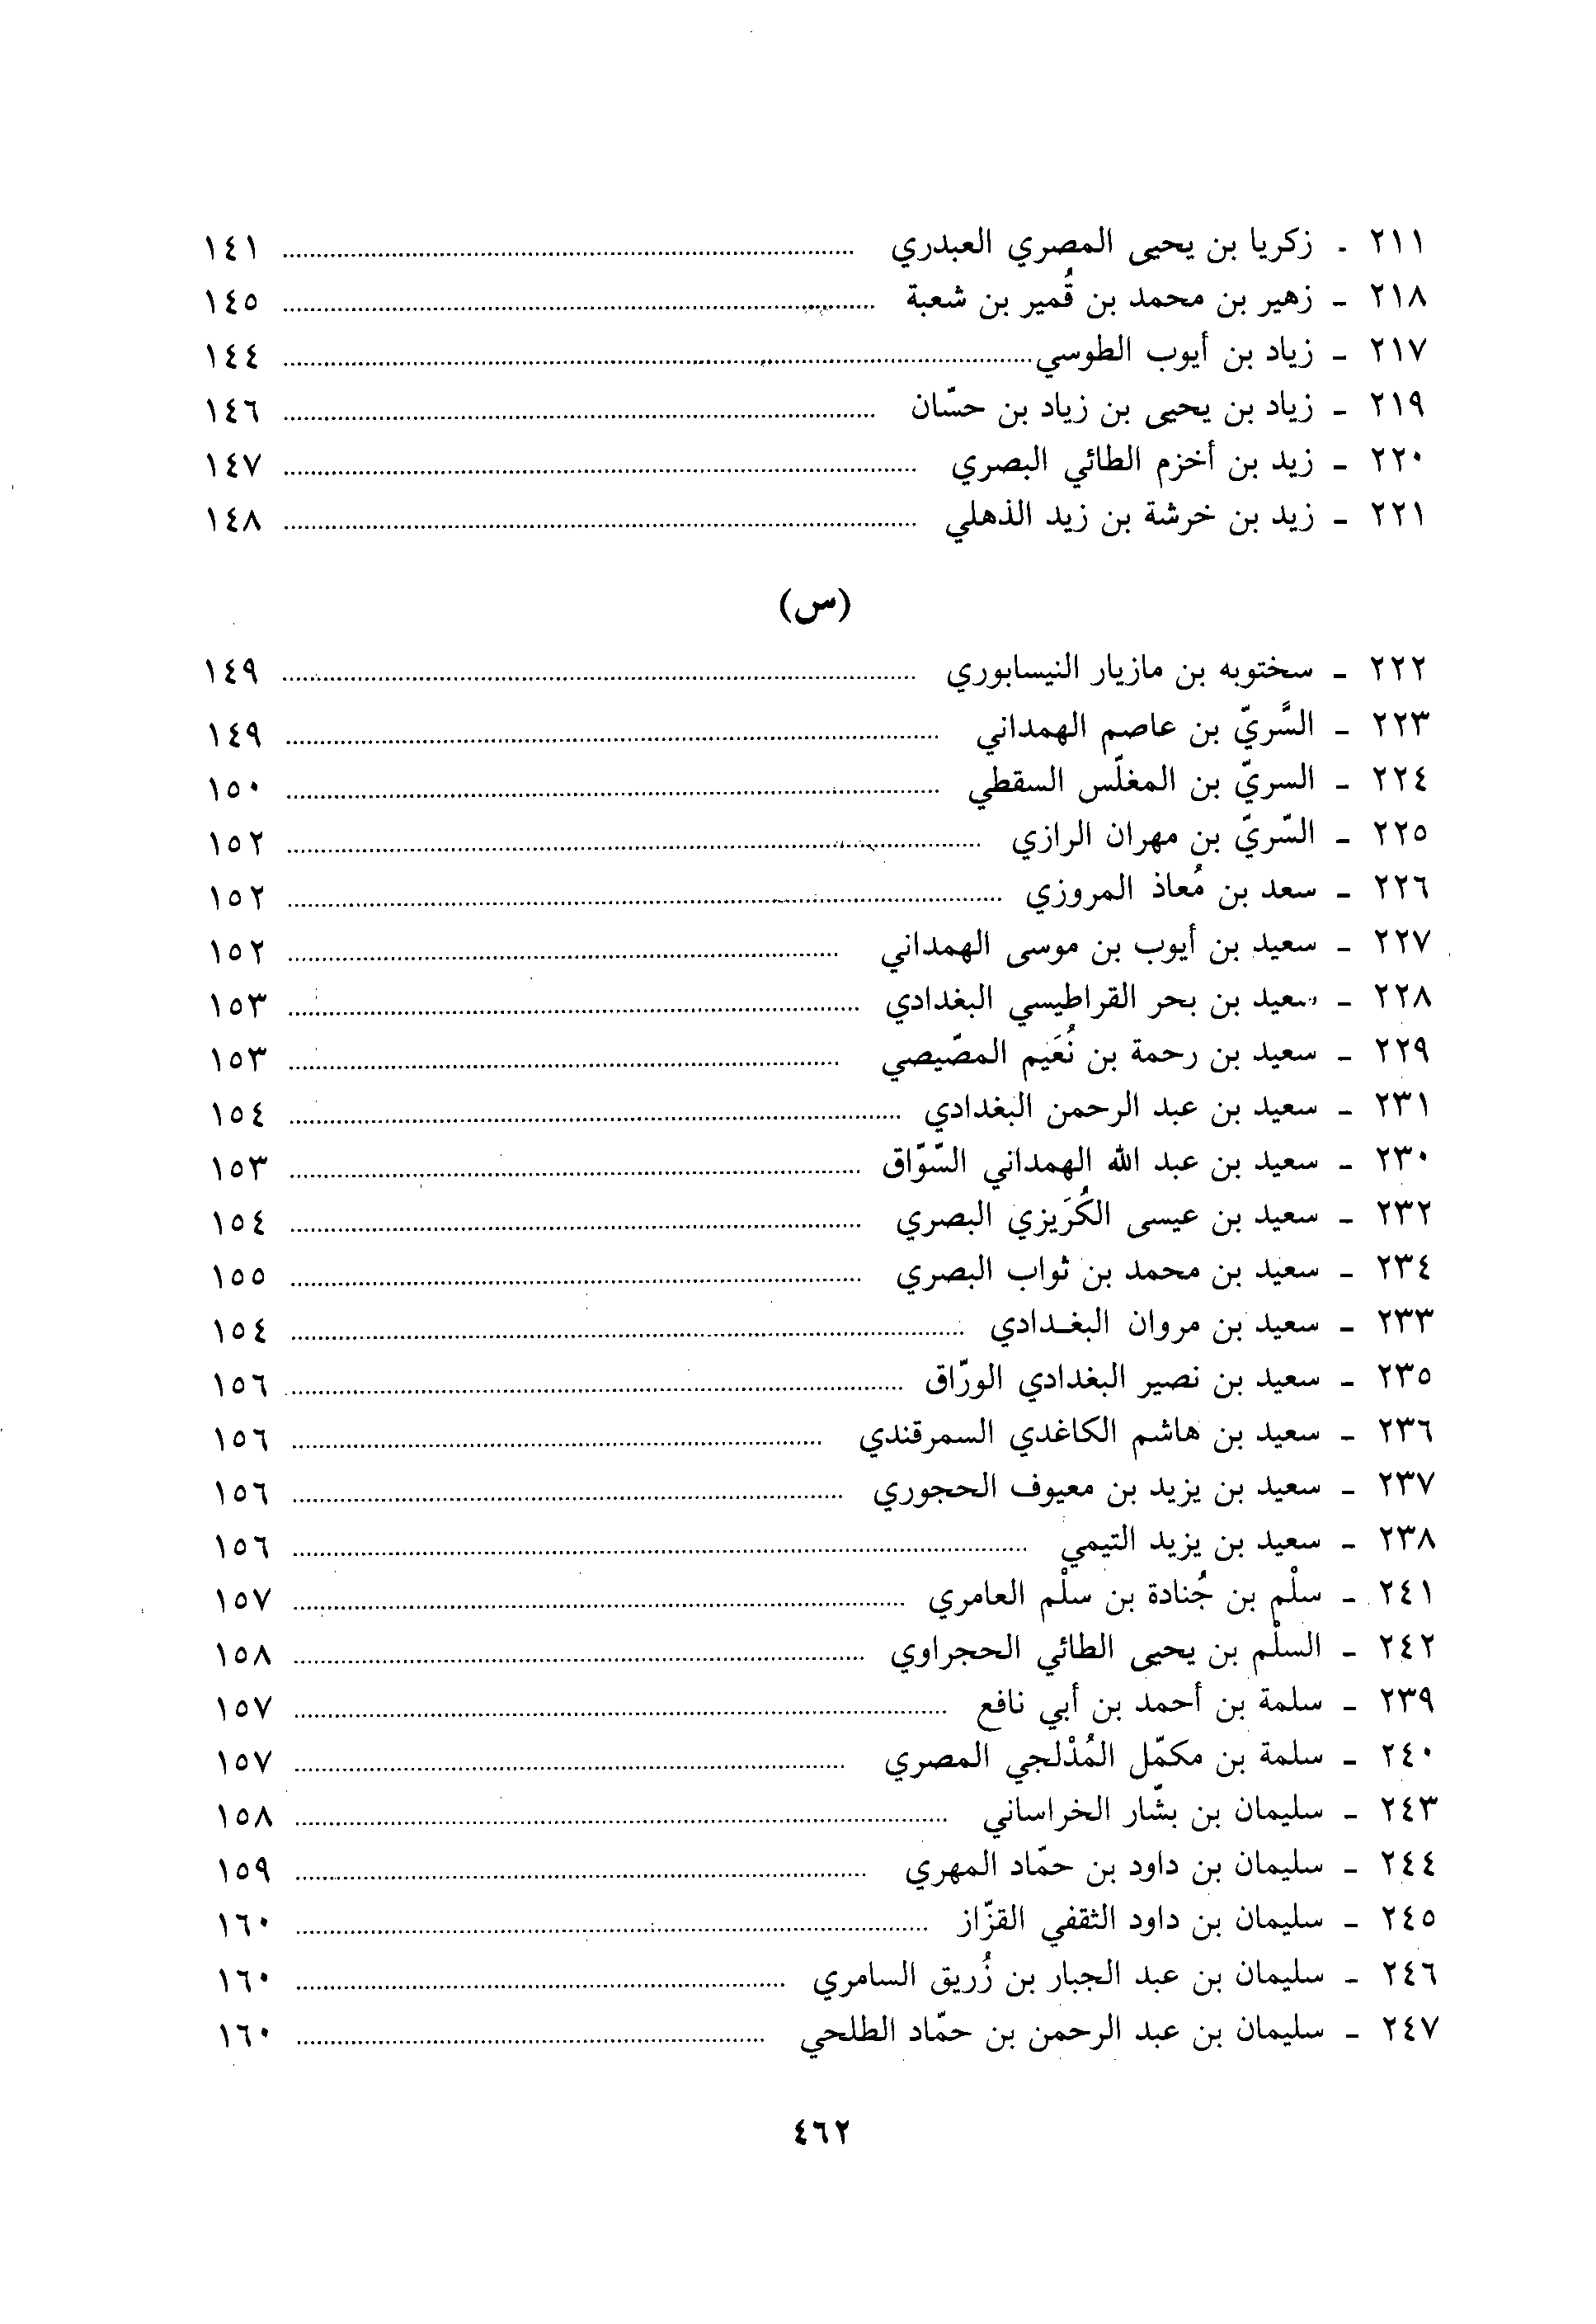 ٢١١ - زكريا بن يحيى المصري العبدري ........ ١٤١
٢١٨ - زهير بن محمد بن قُمير بن شعبة ........ ١٤٥
٢١٧ - زياد بن أيوب الطوسي ........ ١٤٤
٢١٩ - زياد بن يحيى بن زياد بن حسّان ........ ١٤٦
٢٢٠ - زيد بن أخزم الطائي البصري ........ ١٤٧
٢٢١ - زيد بن خرشة بن زيد الذهلي ........ ١٤٨
(س)
٢٢٢ - سختوبه بن مازيار النيسابوري ........ ١٤٩
٢٢٣ - السَّريّ بن عاصم الهمداني ........ ١٤٩
٢٢٤ - السريّ بن المغلّس السقطي ........ ١٥٠
٢٢٥ - السّريّ بن مهران الرازي ........ ١٥٢
٢٢٦ - سعد بن مُعاذ المروزي ........ ١٥٢
٢٢٧ - سعيد بن أيوب بن موسى الهمداني ........ ١٥٢
٢٢٨ - سعيد بن بحر القراطيسي البغدادي ........ ١٥٣
٢٢٩ - سعيد بن رحمة بن نُعَيم المصّيصي ........ ١٥٣
٢٣١ - سعيد بن عبد الرحمن البغدادي ........ ١٥٤
٢٣٠ - سعيد بن عبد الله الهمداني السّوّاق ........ ١٥٣
٢٣٢ - سعيد بن عيسى الكُرَيزي البصري ........ ١٥٤
٢٣٤ - سعيد بن محمد بن ثواب البصري ........ ١٥٥
٢٣٣ - سعيد بن مروان البغـدادي ........ ١٥٤
٢٣٥ - سعيد بن نصير البغدادي الورّاق ........ ١٥٦
٢٣٦ - سعيد بن هاشم الكاغدي السمرقندي ........ ١٥٦
٢٣٧ - سعيد بن يزيد بن معيوف الحجوري ........ ١٥٦
٢٣٨ - سعيد بن يزيد التيمي ........ ١٥٦
٢٤١ - سلْم بن جُنادة بن سلْم العامري ........ ١٥٧
٢٤٢ - السلْم بن يحيى الطائي الحجراوي ........ ١٥٨
٢٣٩ - سلمة بن أحمد بن أبي نافع ........ ١٥٧
٢٤٠ - سلمة بن مكمّل المُدْلجي المصري ........ ١٥٧
٢٤٣ - سليمان بن بشّار الخراساني ........ ١٥٨
٢٤٤ - سليمان بن داود بن حمّاد المهري ........ ١٥٩
٢٤٥ - سليمان بن داود الثقفي القزّاز ........ ١٦٠
٢٤٦ - سليمان بن عبد الجبار بن زُريق السامري ........ ١٦٠
٢٤٧ - سليمان بن عبد الرحمن بن حمّاد الطلحي ........ ١٦٠
٤٦٢